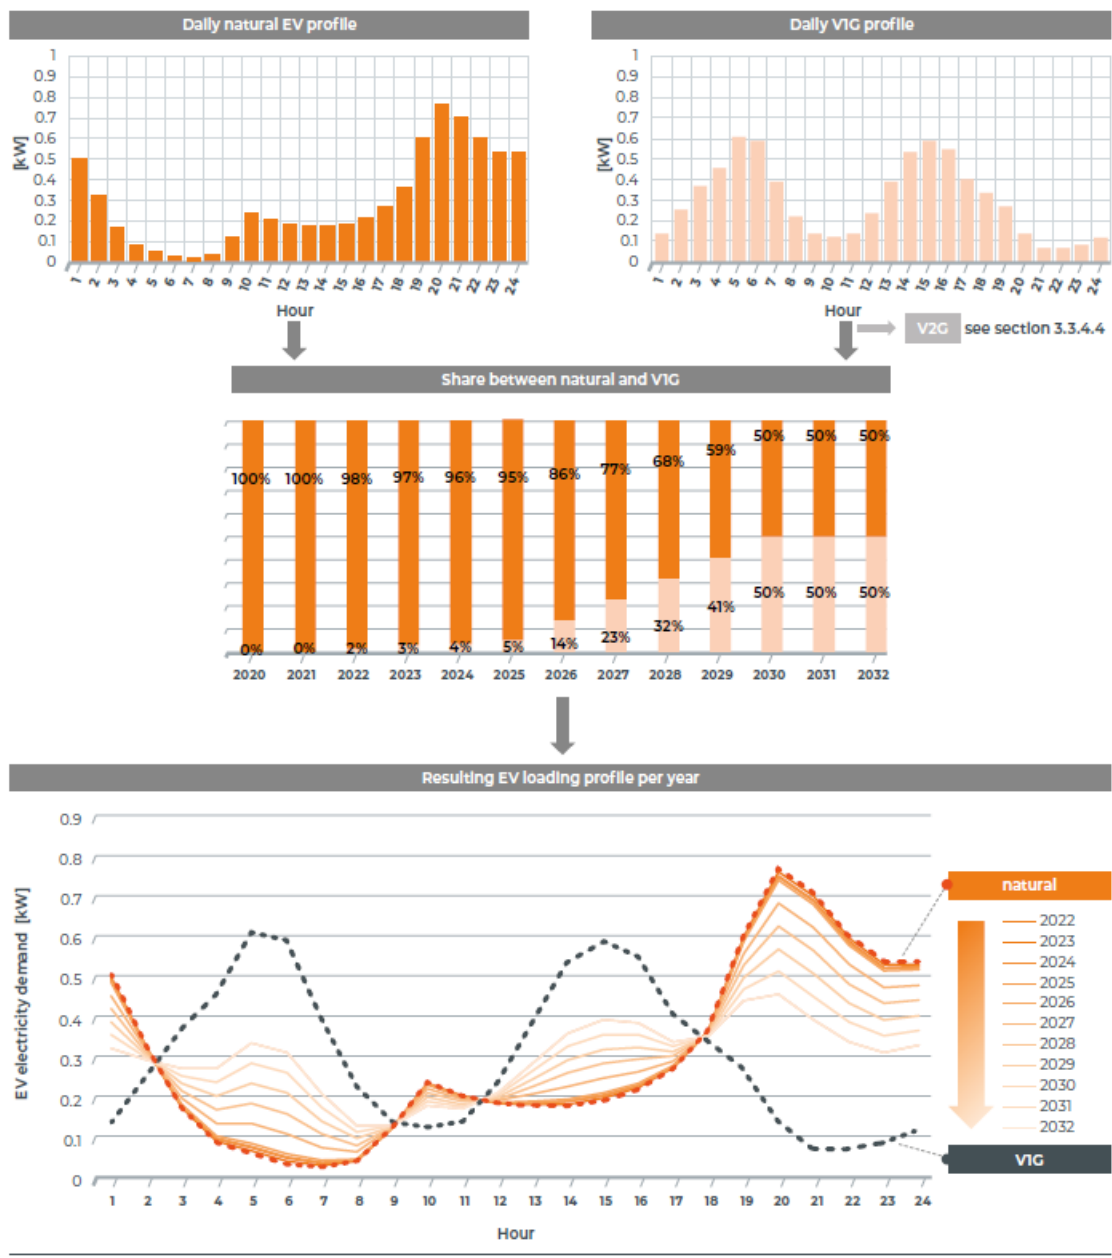 Daily natural EV profile
Daily V1G profile
1
0.9
0.8
0.7
0.6
0.5
0.4
0.3
0.2
0.1
0
[kW]
1 2 3 4 5 6 7 8 9 10 11 12 13 14 15 16 17 18 19 20 21 22 23 24
Hour
1
0.9
0.8
0.7
0.6
0.5
0.4
0.3
0.2
0.1
0
[kW]
1 2 3 4 5 6 7 8 9 10 11 12 13 14 15 16 17 18 19 20 21 22 23 24
Hour
V2G see section 3.3.4.4
Share between natural and V1G
100% 100% 98% 97% 96% 95% 86% 77% 68% 59% 50% 50% 50%
0% 0% 2% 3% 4% 5% 14% 23% 32% 41% 50% 50% 50%
2020 2021 2022 2023 2024 2025 2026 2027 2028 2029 2030 2031 2032
Resulting EV loading profile per year
0.9
0.8
0.7
0.6
0.5
0.4
0.3
0.2
0.1
0
EV electricity demand [kW]
1 2 3 4 5 6 7 8 9 10 11 12 13 14 15 16 17 18 19 20 21 22 23 24
Hour
natural
2022
2023
2024
2025
2026
2027
2028
2029
2030
2031
2032
V1G